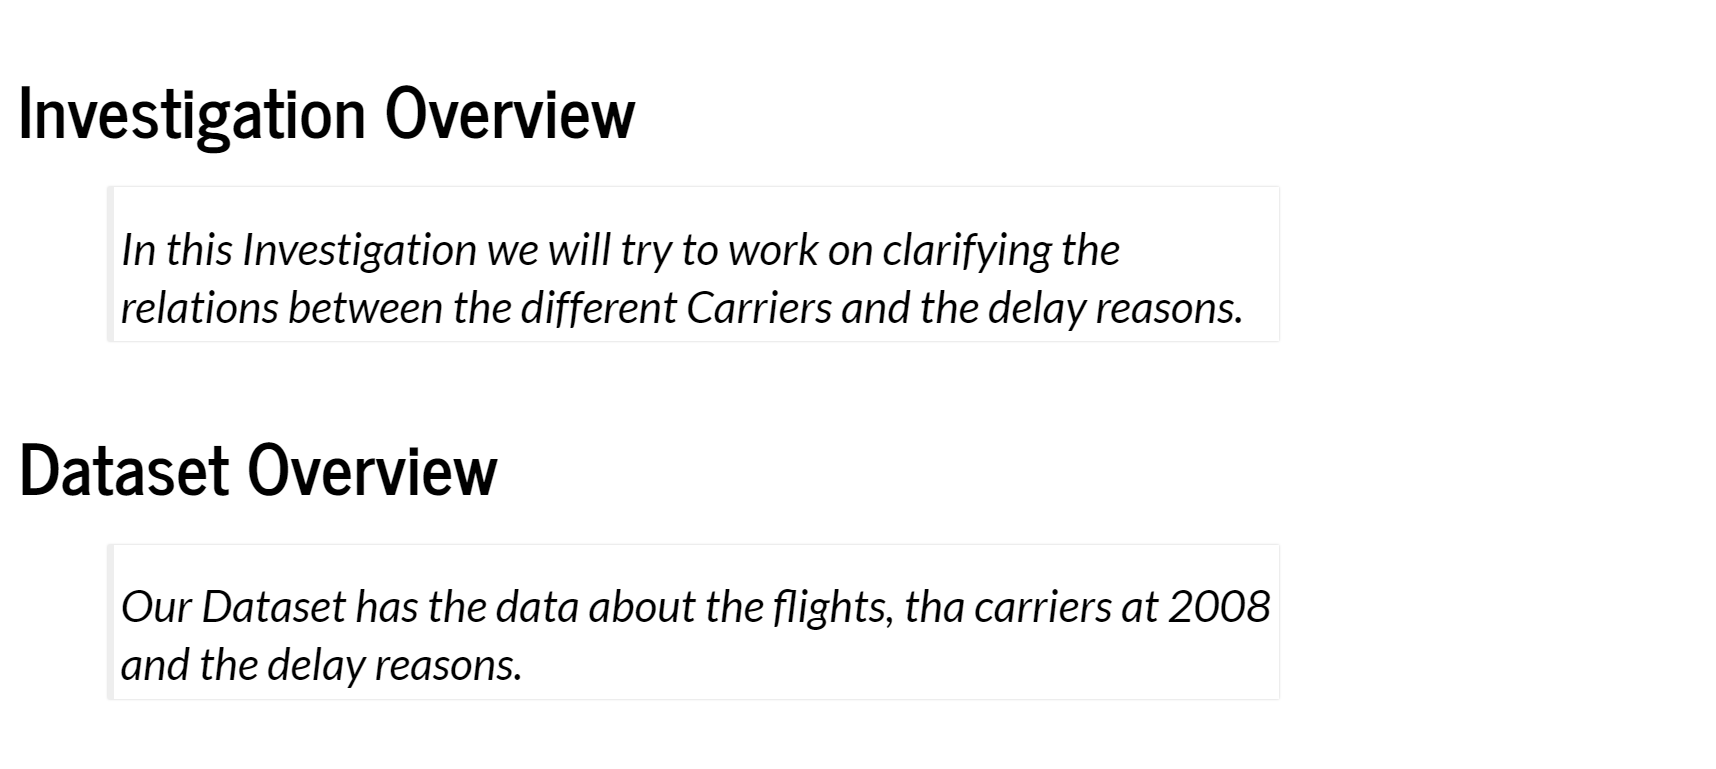 Investigation Overview
In this Investigation we will try to work on clarifying the
relations between the different Carriers and the delay reasons.
Dataset Overview
Our Dataset has the data about the flights, tha carriers at 2008
and the delay reasons.